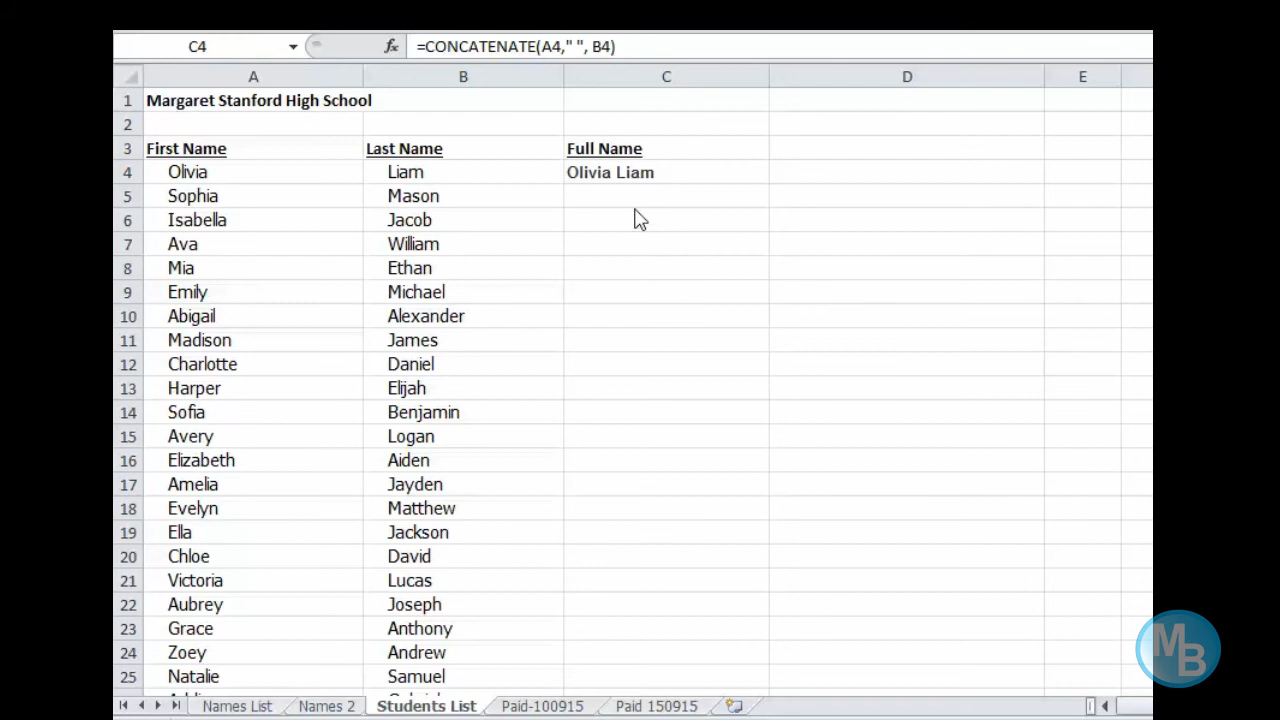 C4 fx =CONCATENATE(A4," ", B4)
A B C D E
1 Margaret Stanford High School
2
3 First Name Last Name Full Name
4 Olivia Liam Olivia Liam
5 Sophia Mason
6 Isabella Jacob
7 Ava William
8 Mia Ethan
9 Emily Michael
10 Abigail Alexander
11 Madison James
12 Charlotte Daniel
13 Harper Elijah
14 Sofia Benjamin
15 Avery Logan
16 Elizabeth Aiden
17 Amelia Jayden
18 Evelyn Matthew
19 Ella Jackson
20 Chloe David
21 Victoria Lucas
22 Aubrey Joseph
23 Grace Anthony
24 Zoey Andrew
25 Natalie Samuel
Names List Names 2 Students List Paid-100915 Paid 150915
MB